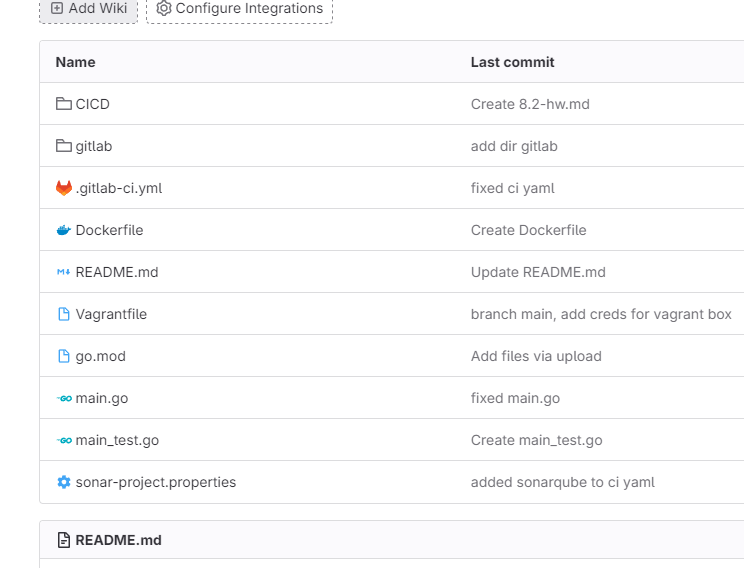 Add Wiki Configure Integrations
Name Last commit
CICD Create 8.2-hw.md
gitlab add dir gitlab
.gitlab-ci.yml fixed ci yaml
Dockerfile Create Dockerfile
M↓ README.md Update README.md
Vagrantfile branch main, add creds for vagrant box
go.mod Add files via upload
GO main.go fixed main.go
GO main_test.go Create main_test.go
sonar-project.properties added sonarqube to ci yaml
README.md